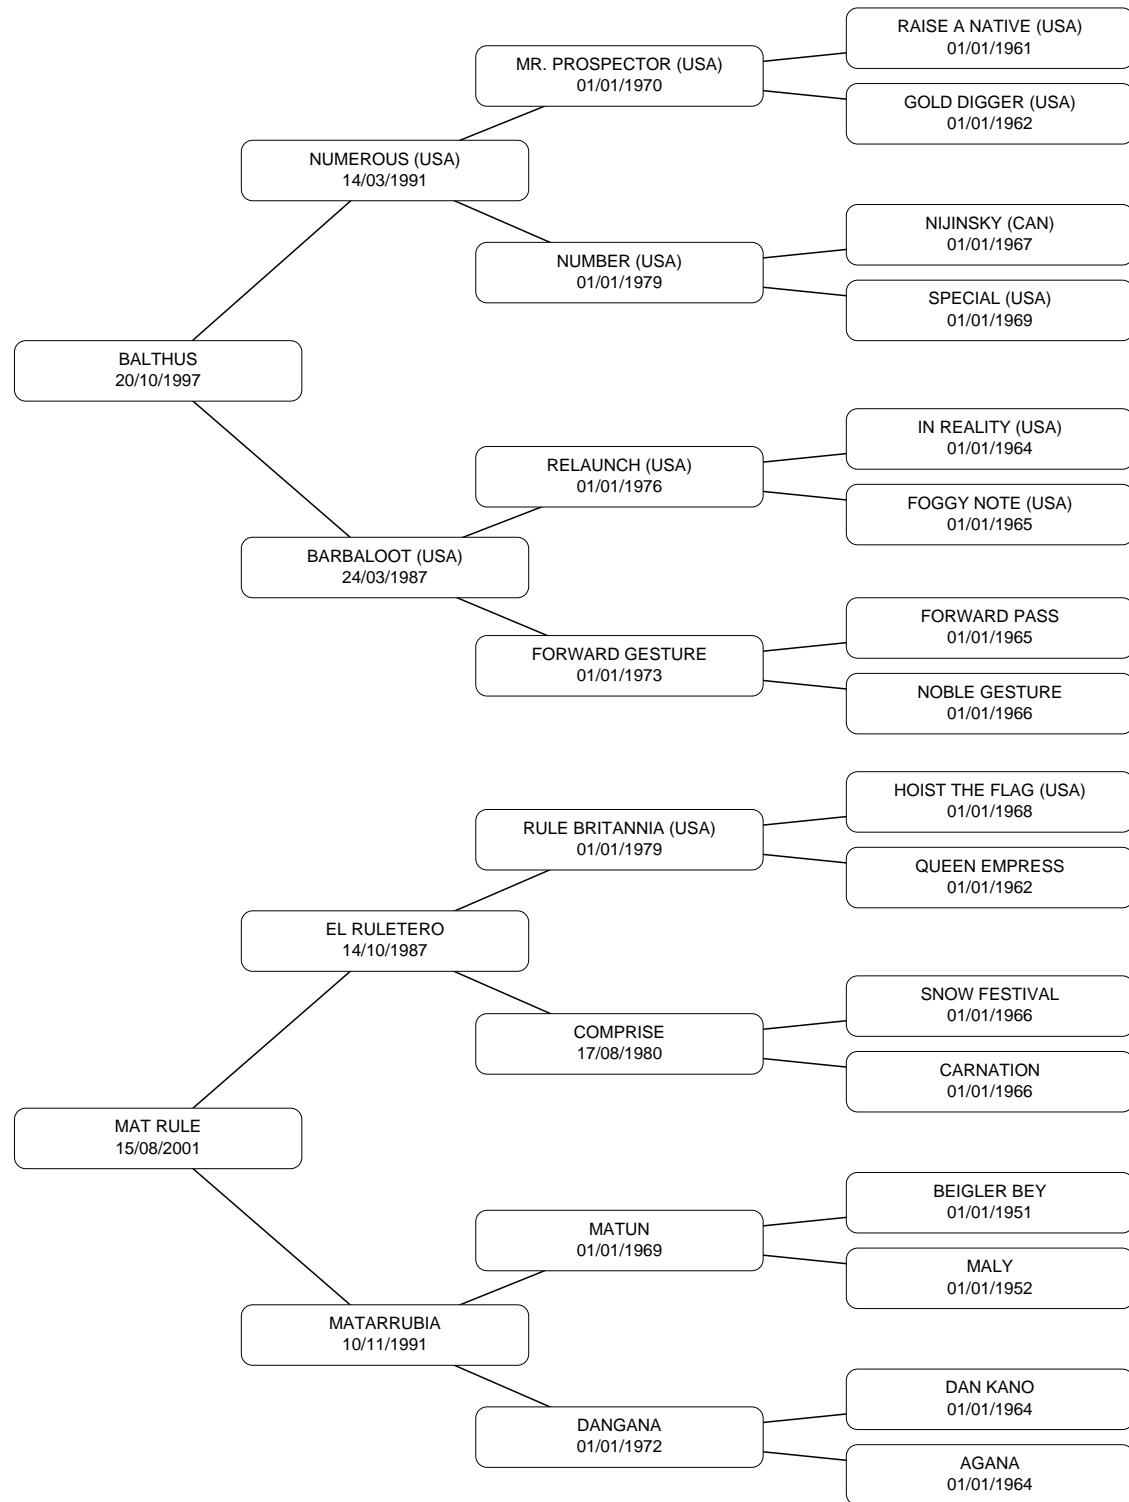 RAISE A NATIVE (USA)
01/01/1961
MR. PROSPECTOR (USA)
01/01/1970
GOLD DIGGER (USA)
01/01/1962
NUMEROUS (USA)
14/03/1991
NIJINSKY (CAN)
01/01/1967
NUMBER (USA)
01/01/1979
SPECIAL (USA)
01/01/1969
BALTHUS
20/10/1997
IN REALITY (USA)
01/01/1964
RELAUNCH (USA)
01/01/1976
FOGGY NOTE (USA)
01/01/1965
BARBALOOT (USA)
24/03/1987
FORWARD PASS
01/01/1965
FORWARD GESTURE
01/01/1973
NOBLE GESTURE
01/01/1966
HOIST THE FLAG (USA)
01/01/1968
RULE BRITANNIA (USA)
01/01/1979
QUEEN EMPRESS
01/01/1962
EL RULETERO
14/10/1987
SNOW FESTIVAL
01/01/1966
COMPRISE
17/08/1980
CARNATION
01/01/1966
MAT RULE
15/08/2001
BEIGLER BEY
01/01/1951
MATUN
01/01/1969
MALY
01/01/1952
MATARRUBIA
10/11/1991
DAN KANO
01/01/1964
DANGANA
01/01/1972
AGANA
01/01/1964